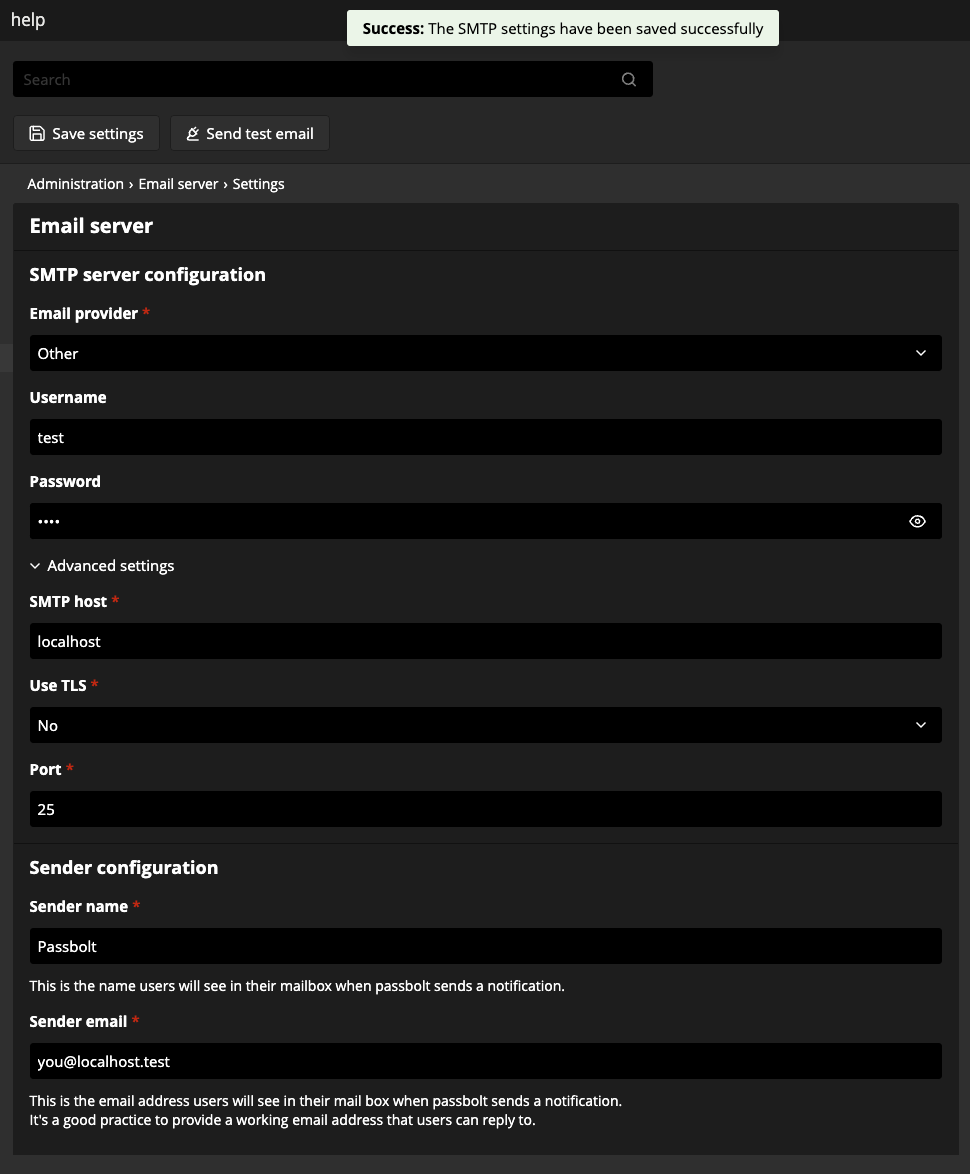 help
Success: The SMTP settings have been saved successfully
Search
Save settings
Send test email
Administration › Email server › Settings
Email server
SMTP server configuration
Email provider *
Other
Username
test
Password
••••
Advanced settings
SMTP host *
localhost
Use TLS *
No
Port *
25
Sender configuration
Sender name *
Passbolt
This is the name users will see in their mailbox when passbolt sends a notification.
Sender email *
you@localhost.test
This is the email address users will see in their mail box when passbolt sends a notification.
It's a good practice to provide a working email address that users can reply to.